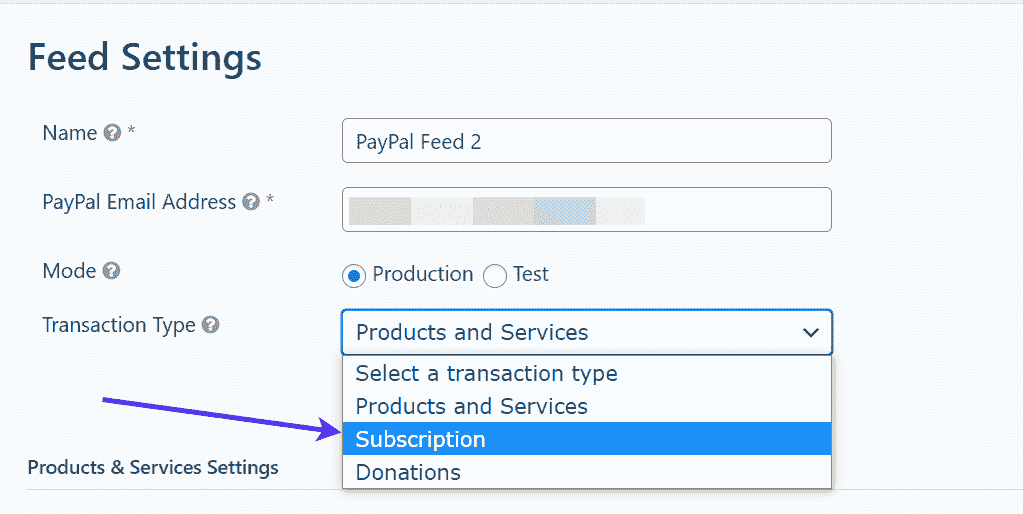 Feed Settings
Name *
PayPal Feed 2
PayPal Email Address *
Mode
Production Test
Transaction Type
Products and Services
Select a transaction type
Products and Services
Subscription
Donations
Products & Services Settings